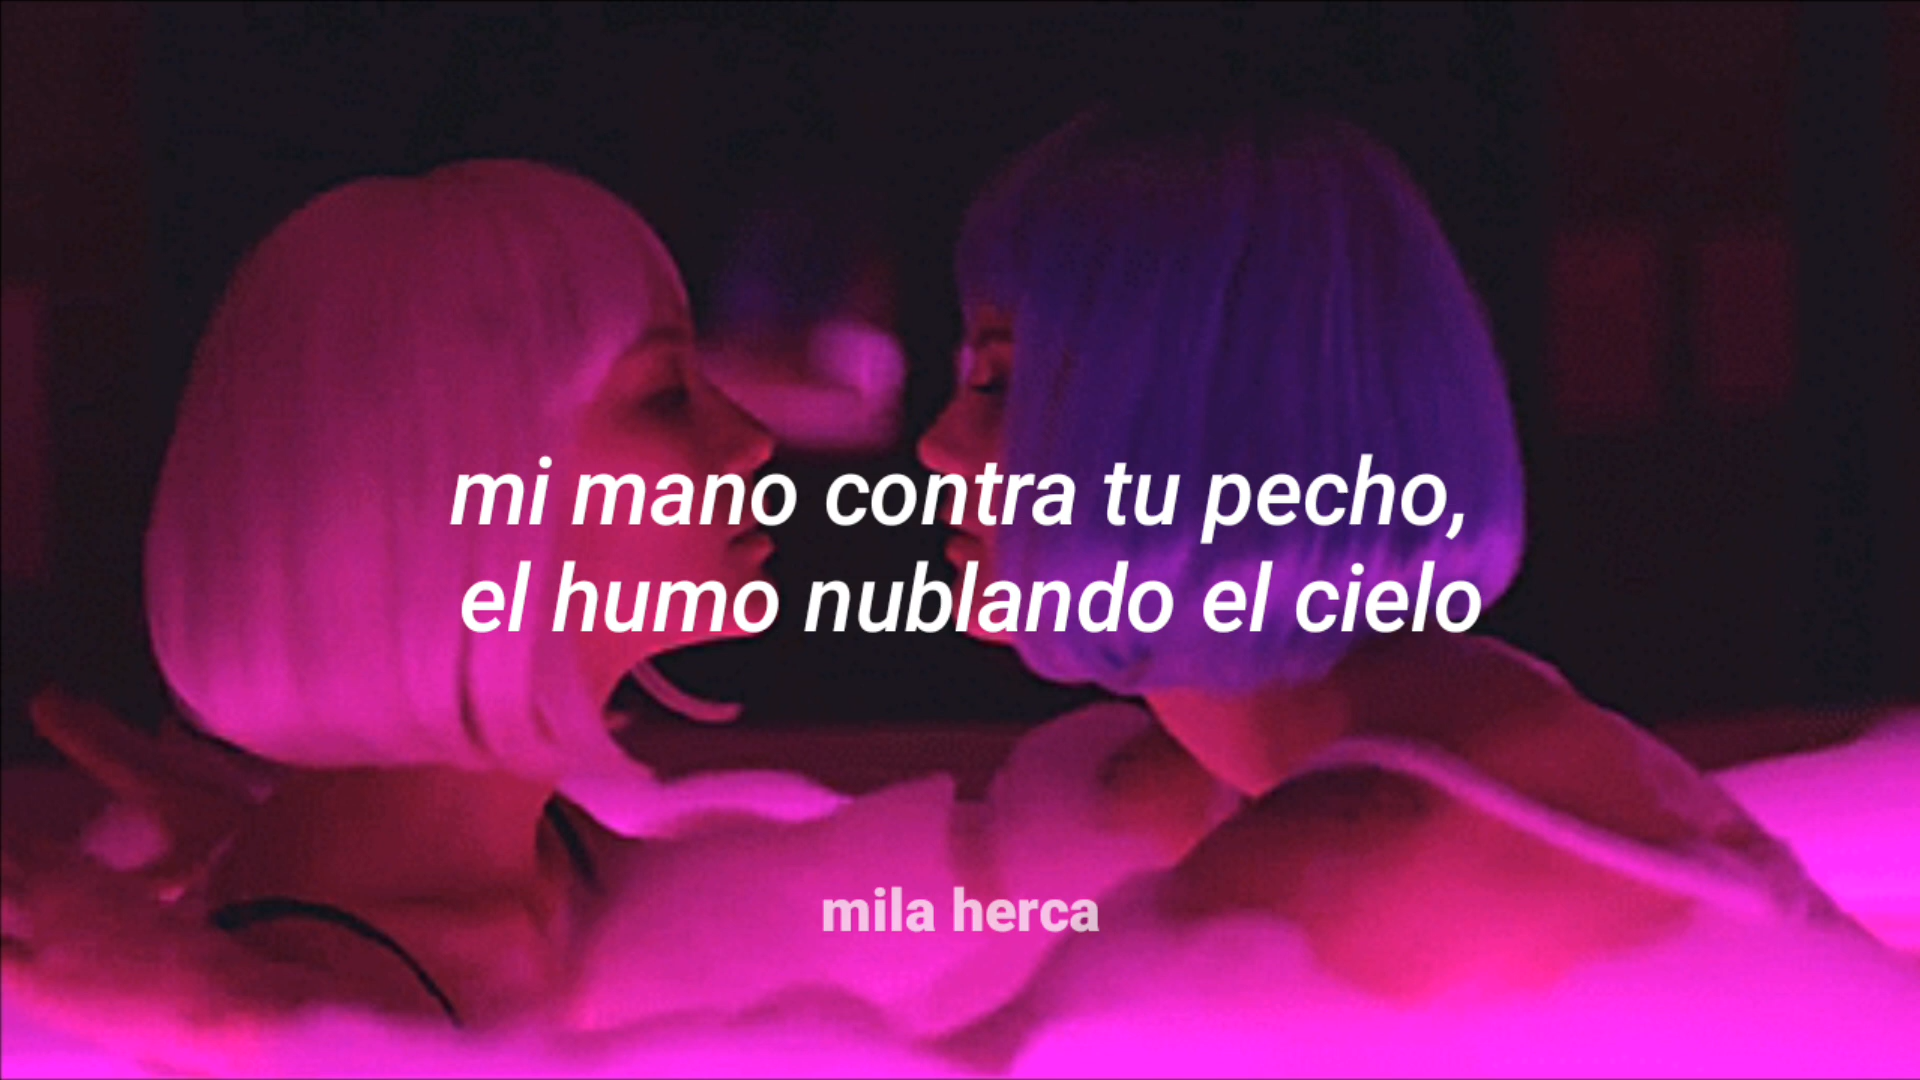 mi mano contra tu pecho,
el humo nublando el cielo
mila herca